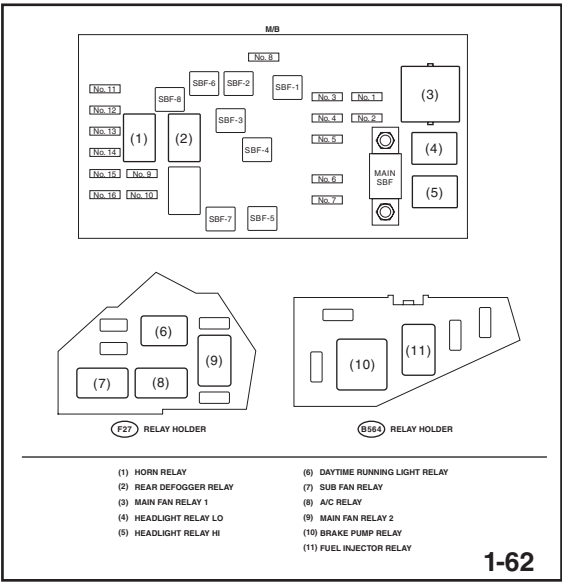 M/B
No. 8
SBF-6
SBF-2
SBF-1
No. 11
SBF-8
No. 3
No. 1
(3)
No. 12
(1)
(2)
SBF-3
No. 4
No. 2
No. 13
No. 5
SBF-4
(4)
No. 14
No. 15
No. 9
No. 6
MAIN
SBF
(5)
No. 16
No. 10
No. 7
SBF-7
SBF-5
(6)
(9)
(7)
(8)
(10)
(11)
F27 RELAY HOLDER
B564 RELAY HOLDER
(1) HORN RELAY
(2) REAR DEFOGGER RELAY
(3) MAIN FAN RELAY 1
(4) HEADLIGHT RELAY LO
(5) HEADLIGHT RELAY HI
(6) DAYTIME RUNNING LIGHT RELAY
(7) SUB FAN RELAY
(8) A/C RELAY
(9) MAIN FAN RELAY 2
(10) BRAKE PUMP RELAY
(11) FUEL INJECTOR RELAY
1-62